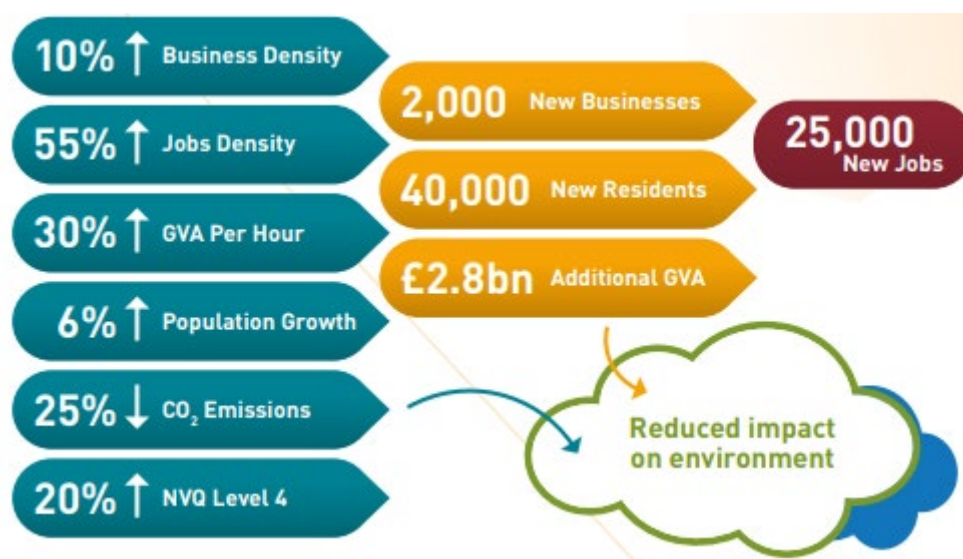 10% ↑ Business Density
55% ↑ Jobs Density
30% ↑ GVA Per Hour
6% ↑ Population Growth
25% ↓ CO₂ Emissions
20% ↑ NVQ Level 4
2,000 New Businesses
40,000 New Residents
£2.8bn Additional GVA
25,000
New Jobs
Reduced impact
on environment